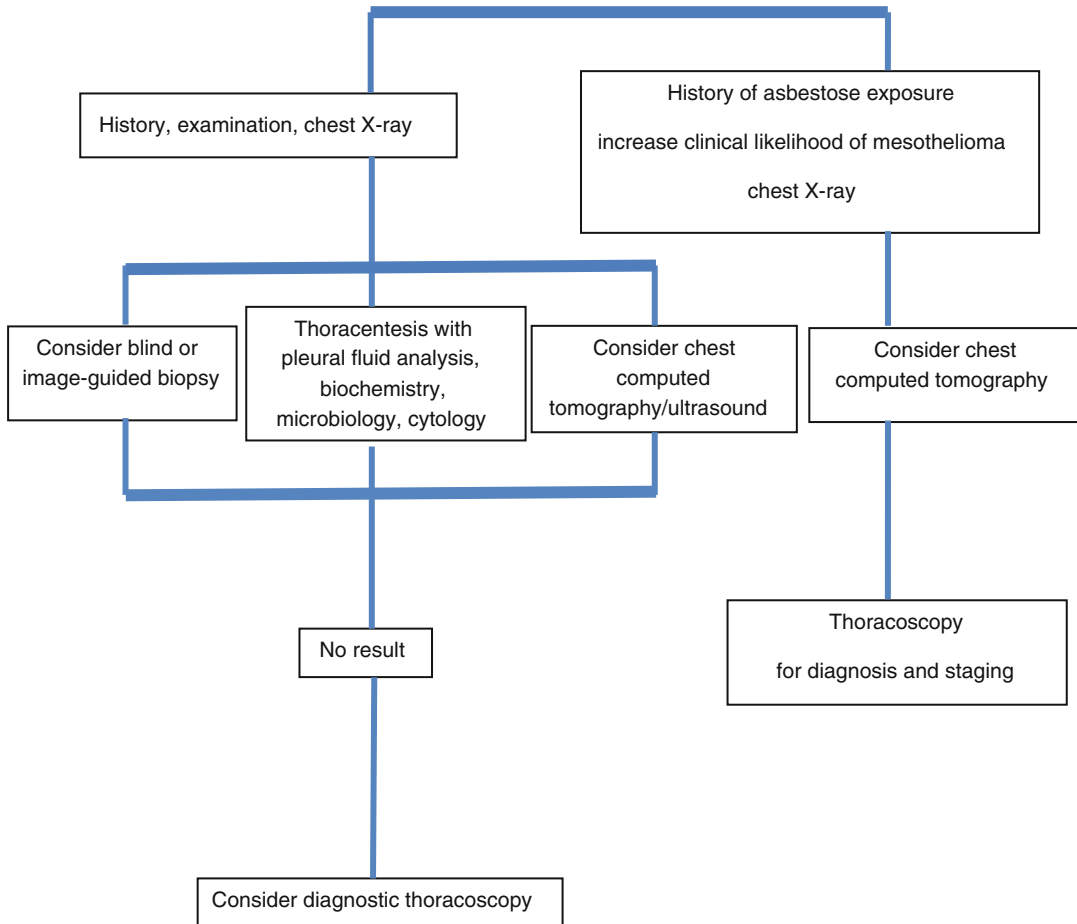 History, examination, chest X-ray
History of asbestose exposure
increase clinical likelihood of mesothelioma
chest X-ray
Consider blind or
image-guided biopsy
Thoracentesis with
pleural fluid analysis,
biochemistry,
microbiology, cytology
Consider chest
computed
tomography/ultrasound
Consider chest
computed tomography
No result
Thoracoscopy
for diagnosis and staging
Consider diagnostic thoracoscopy